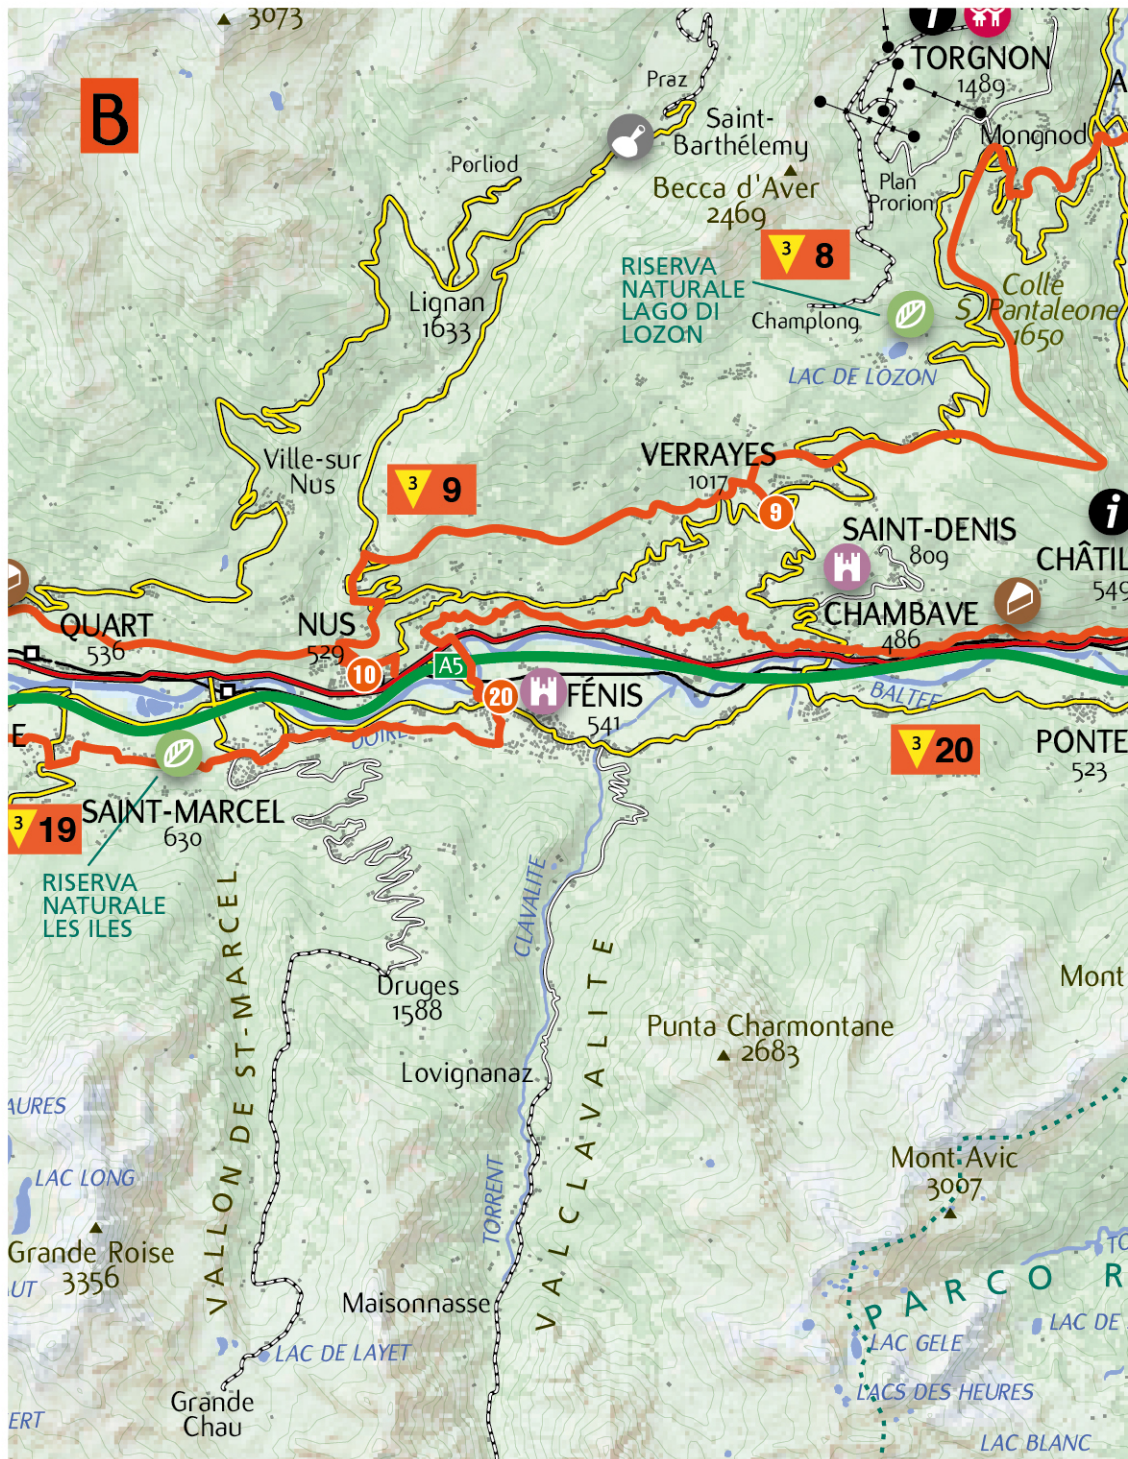 3073
B
TORGNON
1489
Praz
Saint-
Barthélemy
Mongnod
Porliod
Becca d'Aver
2469
Plan
Prorion
3 8
RISERVA
NATURALE
LAGO DI
LOZON
Lignan
1633
Champlong
Colle
S. Pantaleone
1650
LAC DE LOZON
Ville-sur
Nus
3 9
VERRAYES
1017
9
i
SAINT-DENIS
809
CHÂTIL
549
QUART
536
NUS
529
CHAMBAVE
486
10
A5
20
FÉNIS
541
BALTEE
DOIRE
E
3 20
PONTE
523
3 19
SAINT-MARCEL
630
RISERVA
NATURALE
LES ILES
CLAVALITE
VALLON DE ST-MARCEL
VAL CLAVALITE
Druges
1588
Mont
Punta Charmontane
2683
Lovignanaz
AURES
LAC LONG
TORRENT
Mont Avic
3007
Grande Roise
3356
AUT
Maisonnasse
TO
PARCO R
LAC DE
LAC GELE
LAC DE LAYET
Grande
Chau
LACS DES HEURES
ERT
LAC BLANC